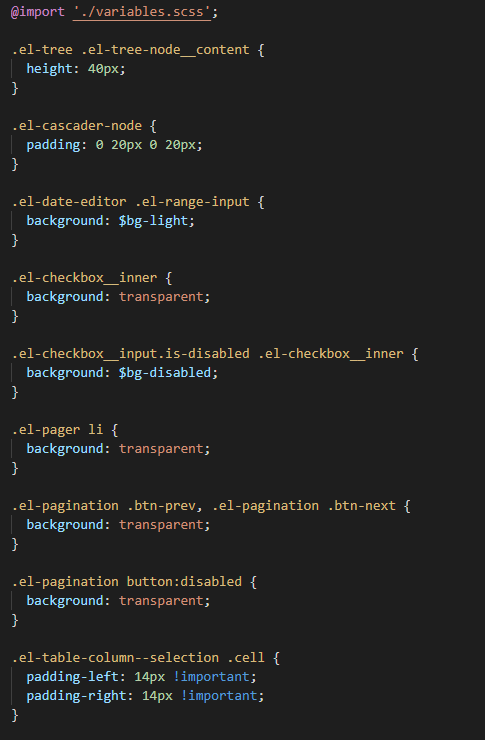 @import './variables.scss';
.el-tree .el-tree-node__content {
height: 40px;
}
.el-cascader-node {
padding: 0 20px 0 20px;
}
.el-date-editor .el-range-input {
background: $bg-light;
}
.el-checkbox__inner {
background: transparent;
}
.el-checkbox__input.is-disabled .el-checkbox__inner {
background: $bg-disabled;
}
.el-pager li {
background: transparent;
}
.el-pagination .btn-prev, .el-pagination .btn-next {
background: transparent;
}
.el-pagination button:disabled {
background: transparent;
}
.el-table-column--selection .cell {
padding-left: 14px !important;
padding-right: 14px !important;
}